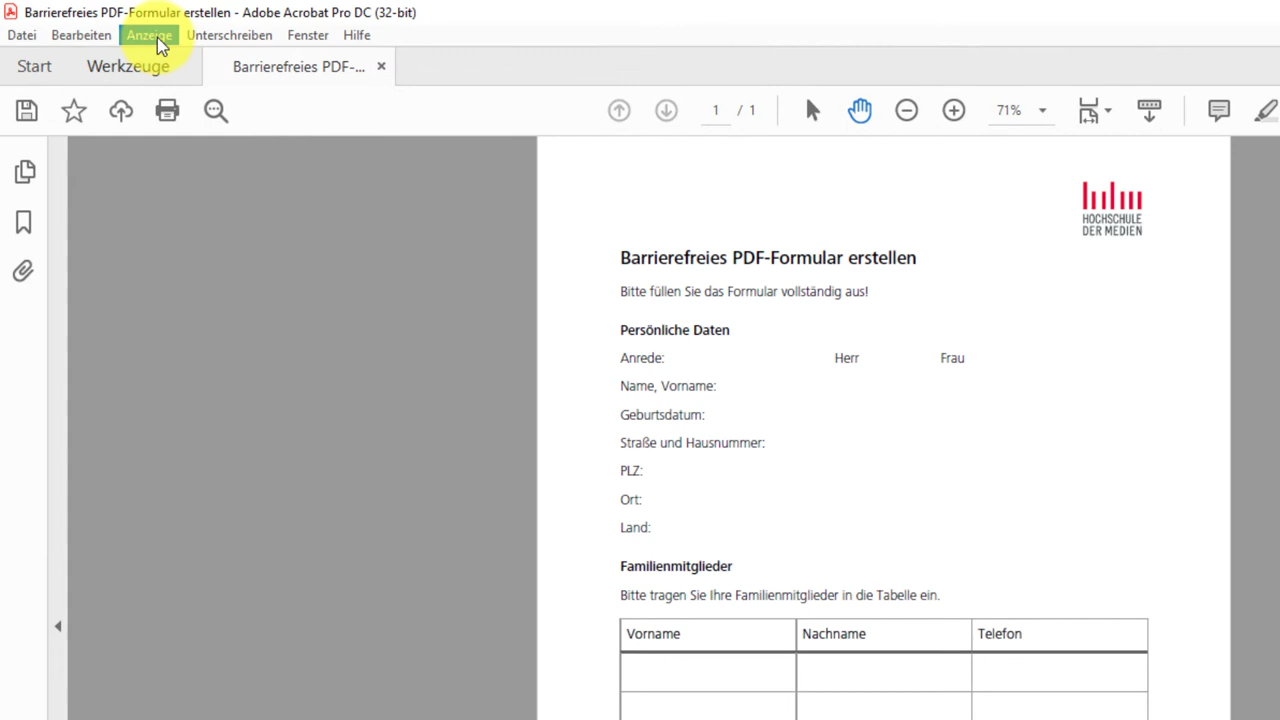 Barrierefreies PDF-Formular erstellen - Adobe Acrobat Pro DC (32-bit)
Datei Bearbeiten Anzeige Unterschreiben Fenster Hilfe
Start Werkzeuge Barrierefreies PDF-... ×
1 / 1 71%
HOCHSCHULE
DER MEDIEN
Barrierefreies PDF-Formular erstellen
Bitte füllen Sie das Formular vollständig aus!
Persönliche Daten
Anrede: Herr Frau
Name, Vorname:
Geburtsdatum:
Straße und Hausnummer:
PLZ:
Ort:
Land:
Familienmitglieder
Bitte tragen Sie Ihre Familienmitglieder in die Tabelle ein.
Vorname Nachname Telefon